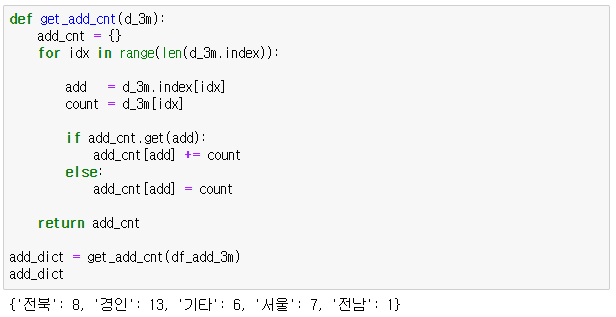 def get_add_cnt(d_3m):
    add_cnt = {}
    for idx in range(len(d_3m.index)):

        add   = d_3m.index[idx]
        count = d_3m[idx]

        if add_cnt.get(add):
            add_cnt[add] += count
        else:
            add_cnt[add] = count

    return add_cnt

add_dict = get_add_cnt(df_add_3m)
add_dict
{'전북': 8, '경인': 13, '기타': 6, '서울': 7, '전남': 1}